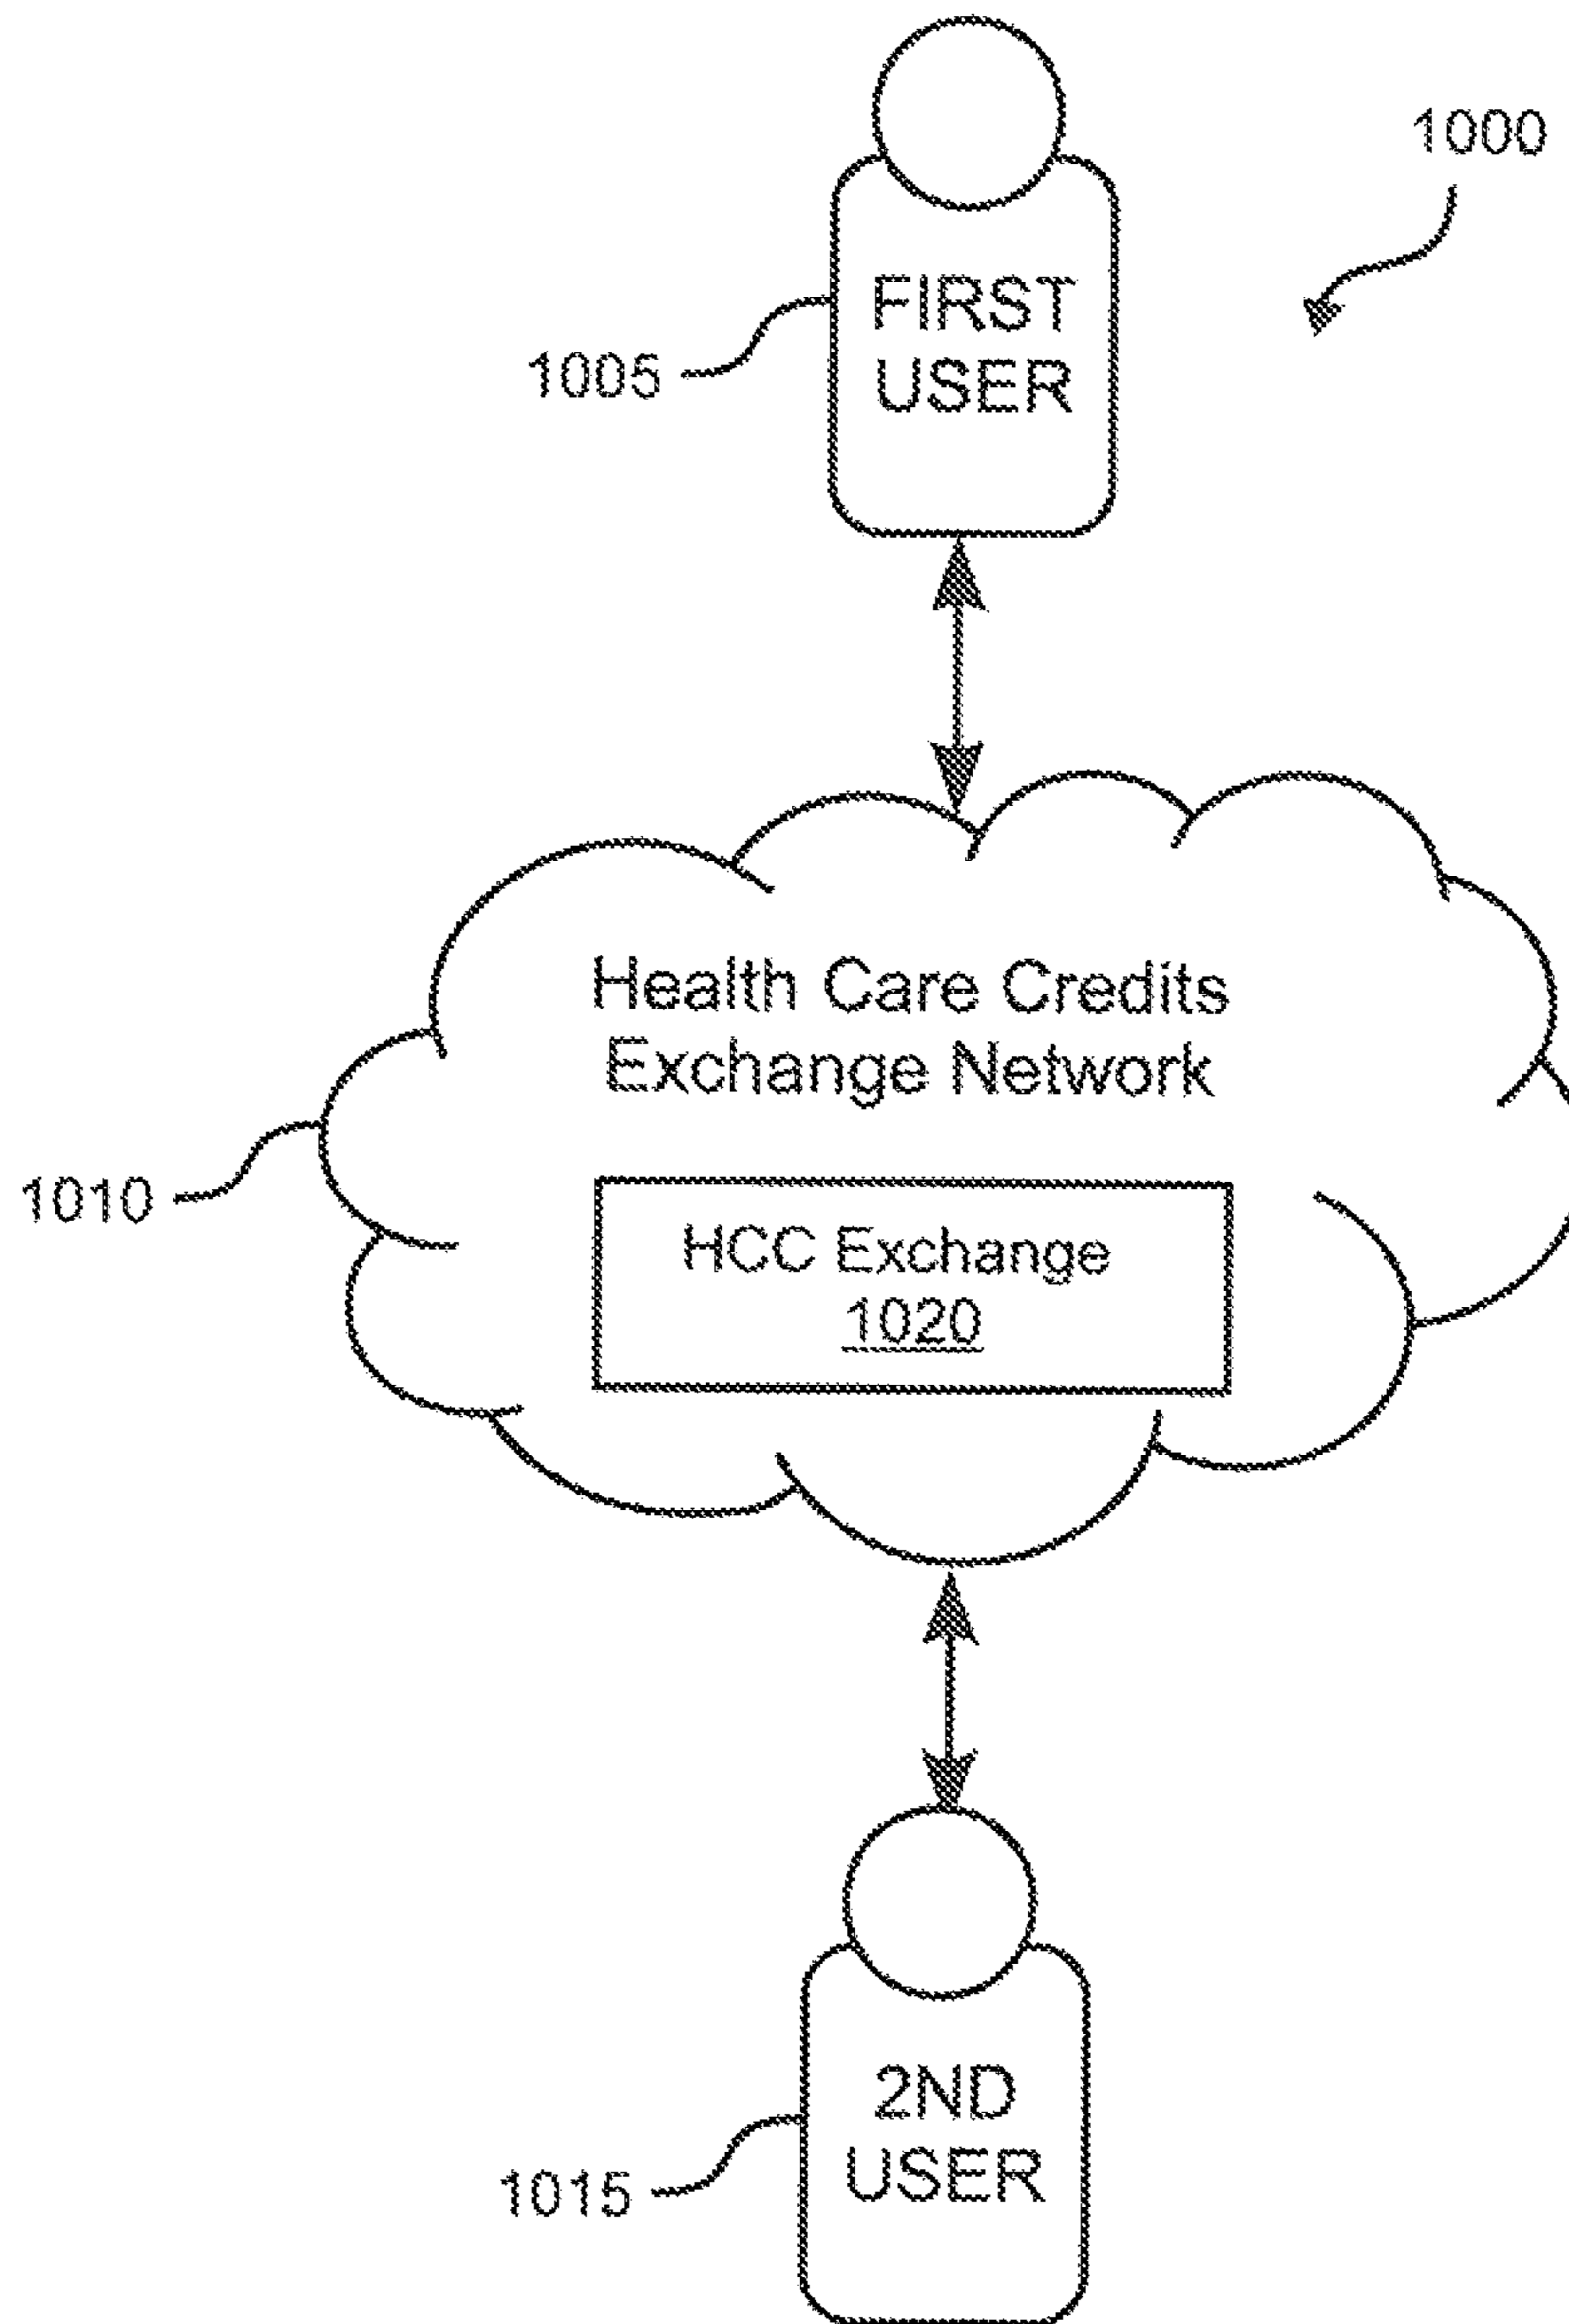 1000
FIRST
USER
1005
Health Care Credits
Exchange Network
1010
HCC Exchange
1020
2ND
USER
1015